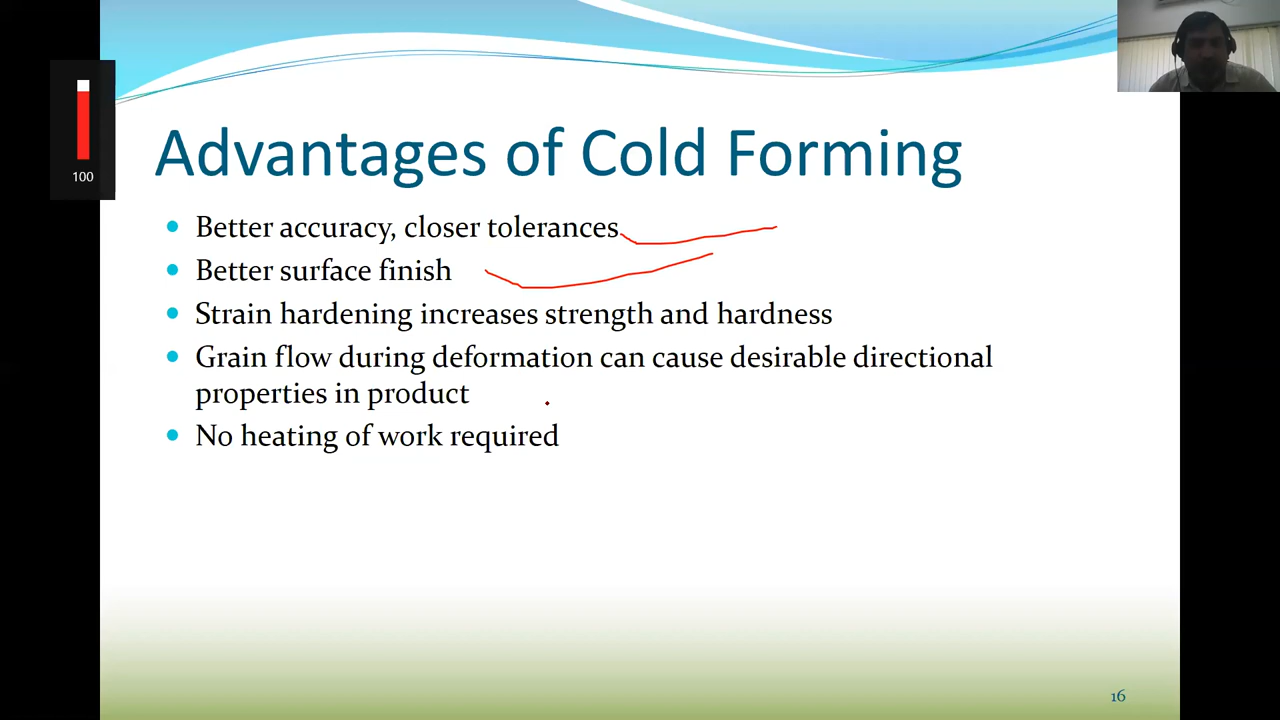 100
Advantages of Cold Forming
• Better accuracy, closer tolerances
• Better surface finish
• Strain hardening increases strength and hardness
• Grain flow during deformation can cause desirable directional
properties in product
• No heating of work required
16